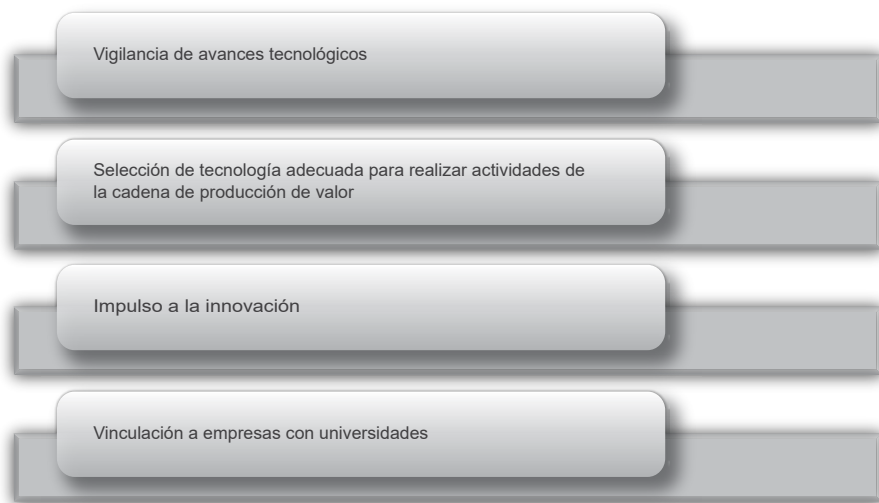 Vigilancia de avances tecnológicos
Selección de tecnología adecuada para realizar actividades de
la cadena de producción de valor
Impulso a la innovación
Vinculación a empresas con universidades